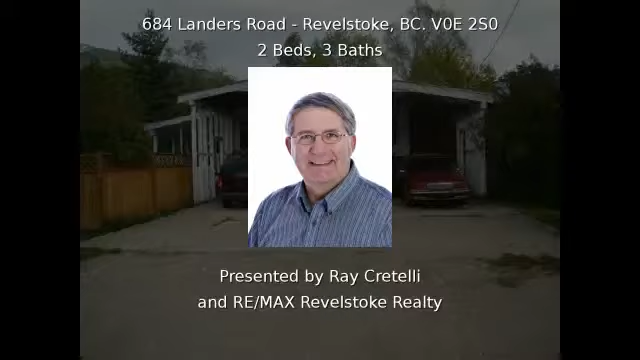 684 Landers Road - Revelstoke, BC. V0E 2S0
2 Beds, 3 Baths
Presented by Ray Cretelli
and RE/MAX Revelstoke Realty